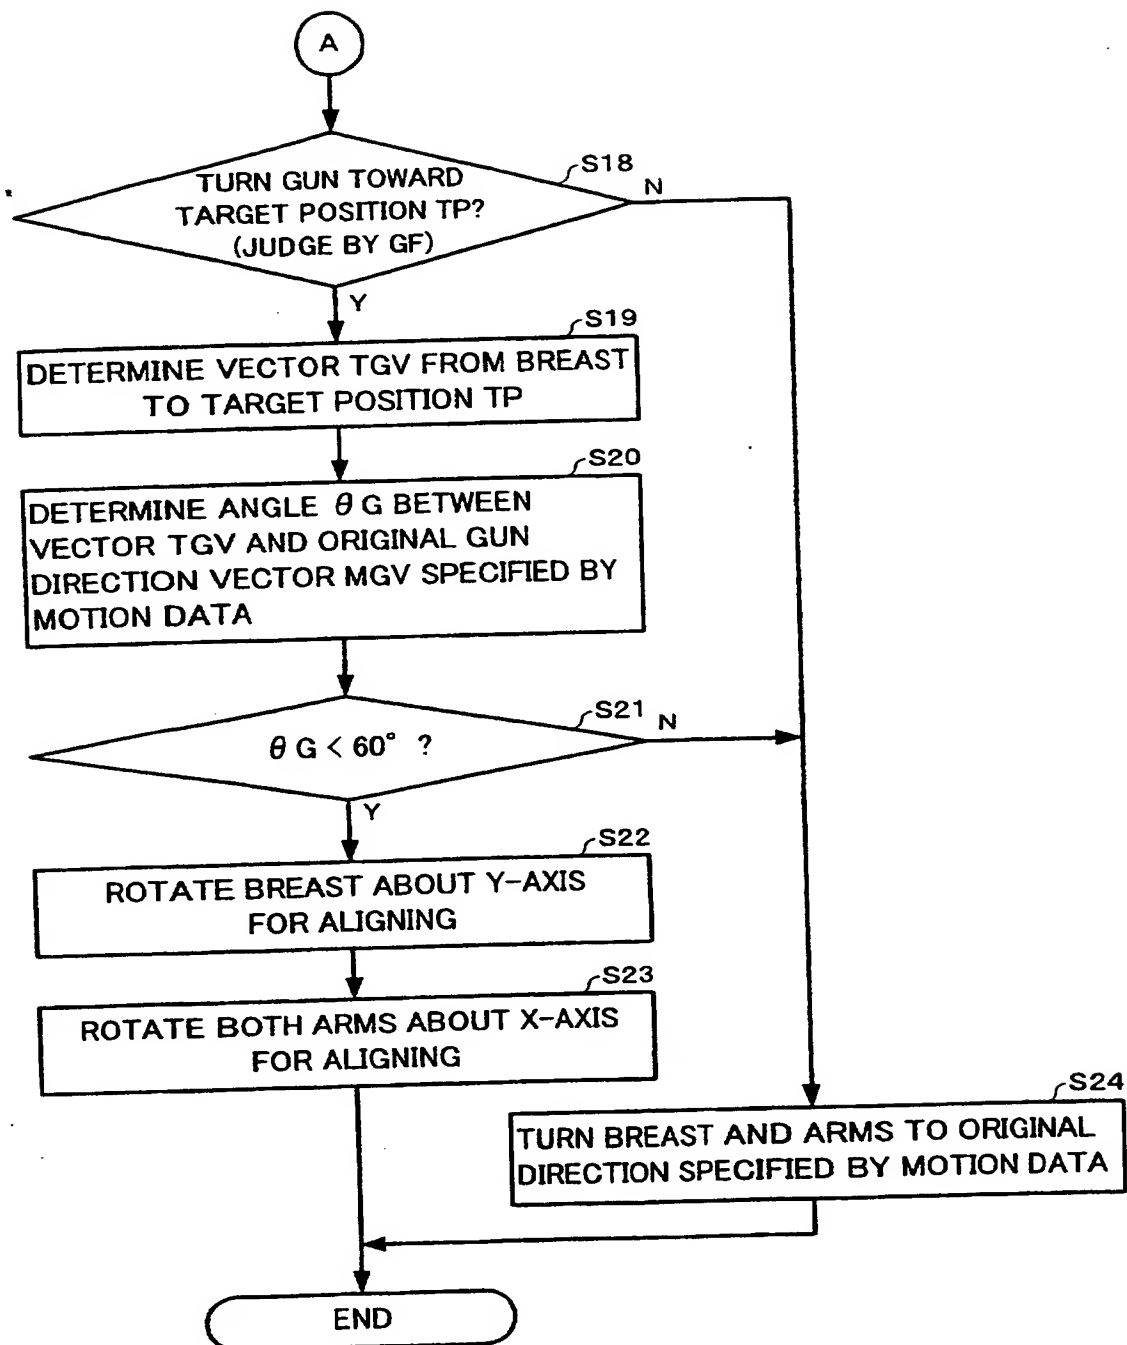 A
S18
TURN GUN TOWARD
TARGET POSITION TP?
(JUDGE BY GF)
N
Y
S19
DETERMINE VECTOR TGV FROM BREAST
TO TARGET POSITION TP
S20
DETERMINE ANGLE θ G BETWEEN
VECTOR TGV AND ORIGINAL GUN
DIRECTION VECTOR MGV SPECIFIED BY
MOTION DATA
S21
N
θ G < 60° ?
Y
S22
ROTATE BREAST ABOUT Y-AXIS
FOR ALIGNING
S23
ROTATE BOTH ARMS ABOUT X-AXIS
FOR ALIGNING
S24
TURN BREAST AND ARMS TO ORIGINAL
DIRECTION SPECIFIED BY MOTION DATA
END